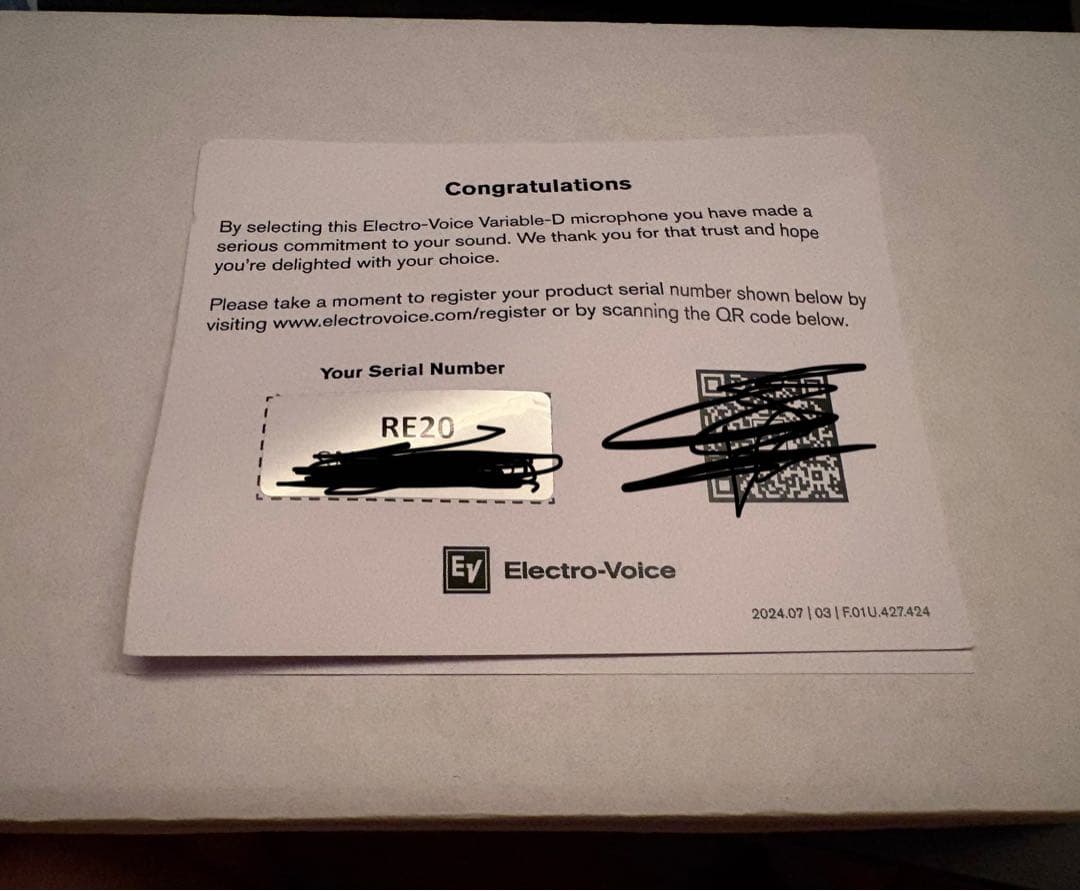 Congratulations
By selecting this Electro-Voice Variable-D microphone you have made a
serious commitment to your sound. We thank you for that trust and hope
you're delighted with your choice.
Please take a moment to register your product serial number shown below by
visiting www.electrovoice.com/register or by scanning the QR code below.
Your Serial Number
RE20
EV Electro-Voice
2024.07 | 03 | F.01U.427.424